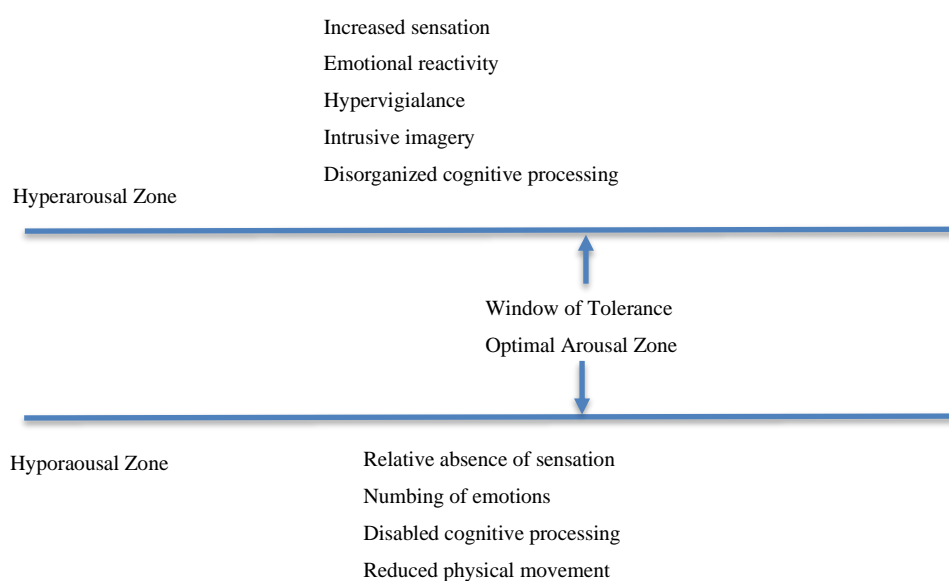 Increased sensation
Emotional reactivity
Hypervigialance
Intrusive imagery
Disorganized cognitive processing
Hyperarousal Zone
Window of Tolerance
Optimal Arousal Zone
Hyporaousal Zone
Relative absence of sensation
Numbing of emotions
Disabled cognitive processing
Reduced physical movement